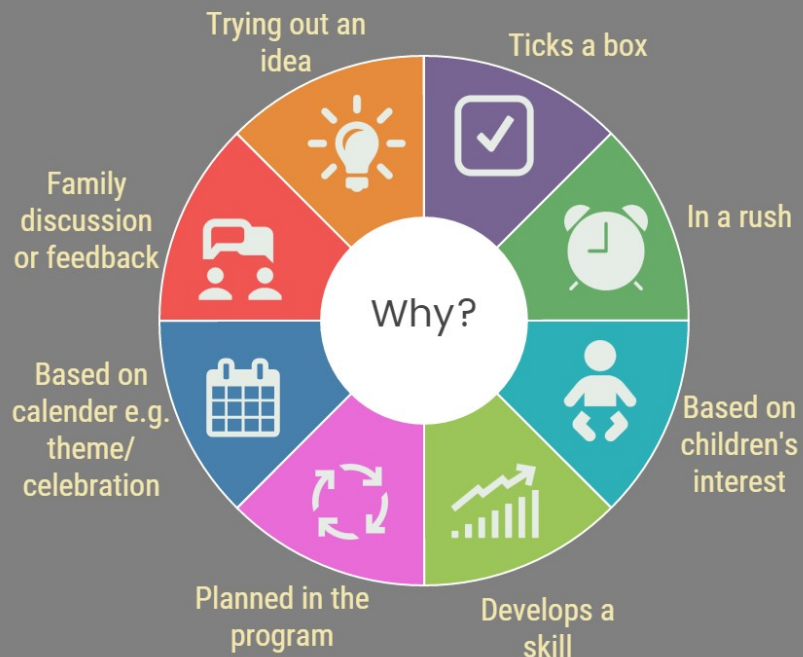 Trying out an
idea
Ticks a box
Family
discussion
or feedback
In a rush
Why?
Based on
calender e.g.
theme/
celebration
Based on
children's
interest
Planned in the
program
Develops a
skill